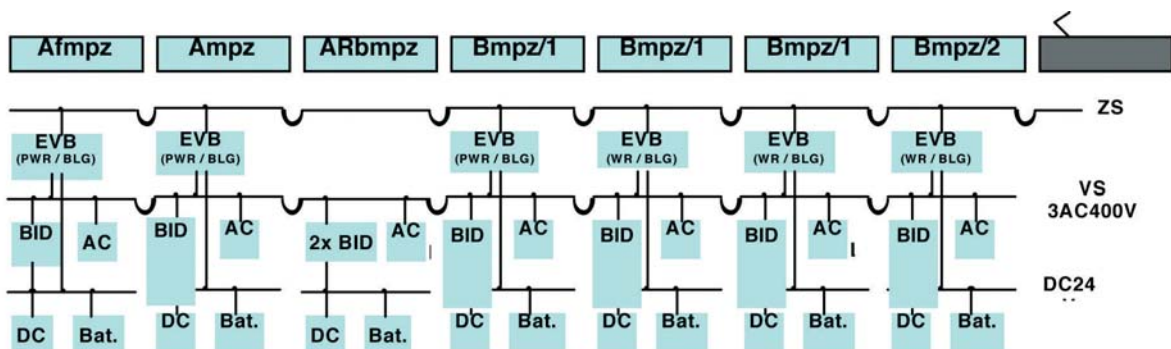 Afmpz Ampz ARbmpz Bmpz/1 Bmpz/1 Bmpz/1 Bmpz/2
ZS
EVB EVB EVB EVB EVB EVB
(PWR / BLG) (PWR / BLG) (PWR / BLG) (WR / BLG) (WR / BLG) (WR / BLG)
VS
3AC400V
BID AC BID AC 2x BID AC BID AC BID AC BID AC BID AC
DC24
DC Bat. DC Bat. DC Bat. DC Bat. DC Bat. DC Bat. DC Bat.